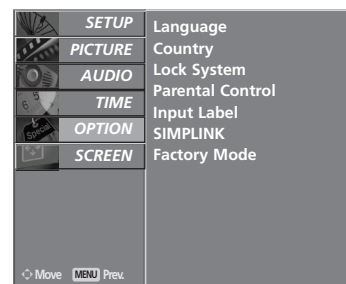 SETUP
PICTURE
AUDIO
TIME
OPTION
SCREEN
Language
Country
Lock System
Parental Control
Input Label
SIMPLINK
Factory Mode
Special
Move MENU Prev.